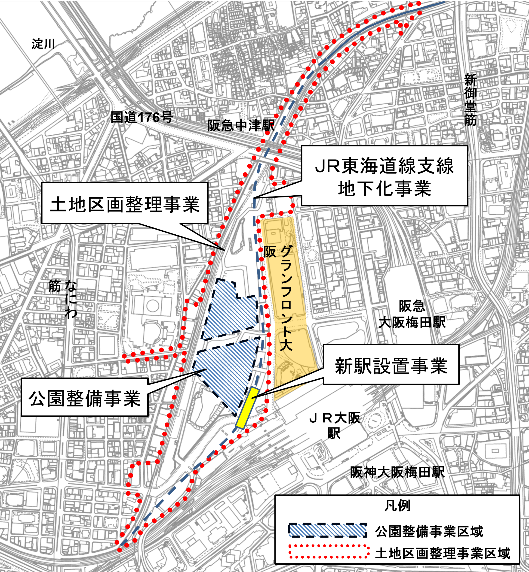 淀川
国道176号
阪急中津駅
新御堂筋
JR東海道線支線
地下化事業
土地区画整理事業
なにわ
筋
グランフロント大
阪
阪急
大阪梅田駅
新駅設置事業
公園整備事業
JR大阪
駅
阪神大阪梅田駅
凡例
公園整備事業区域
土地区画整理事業区域